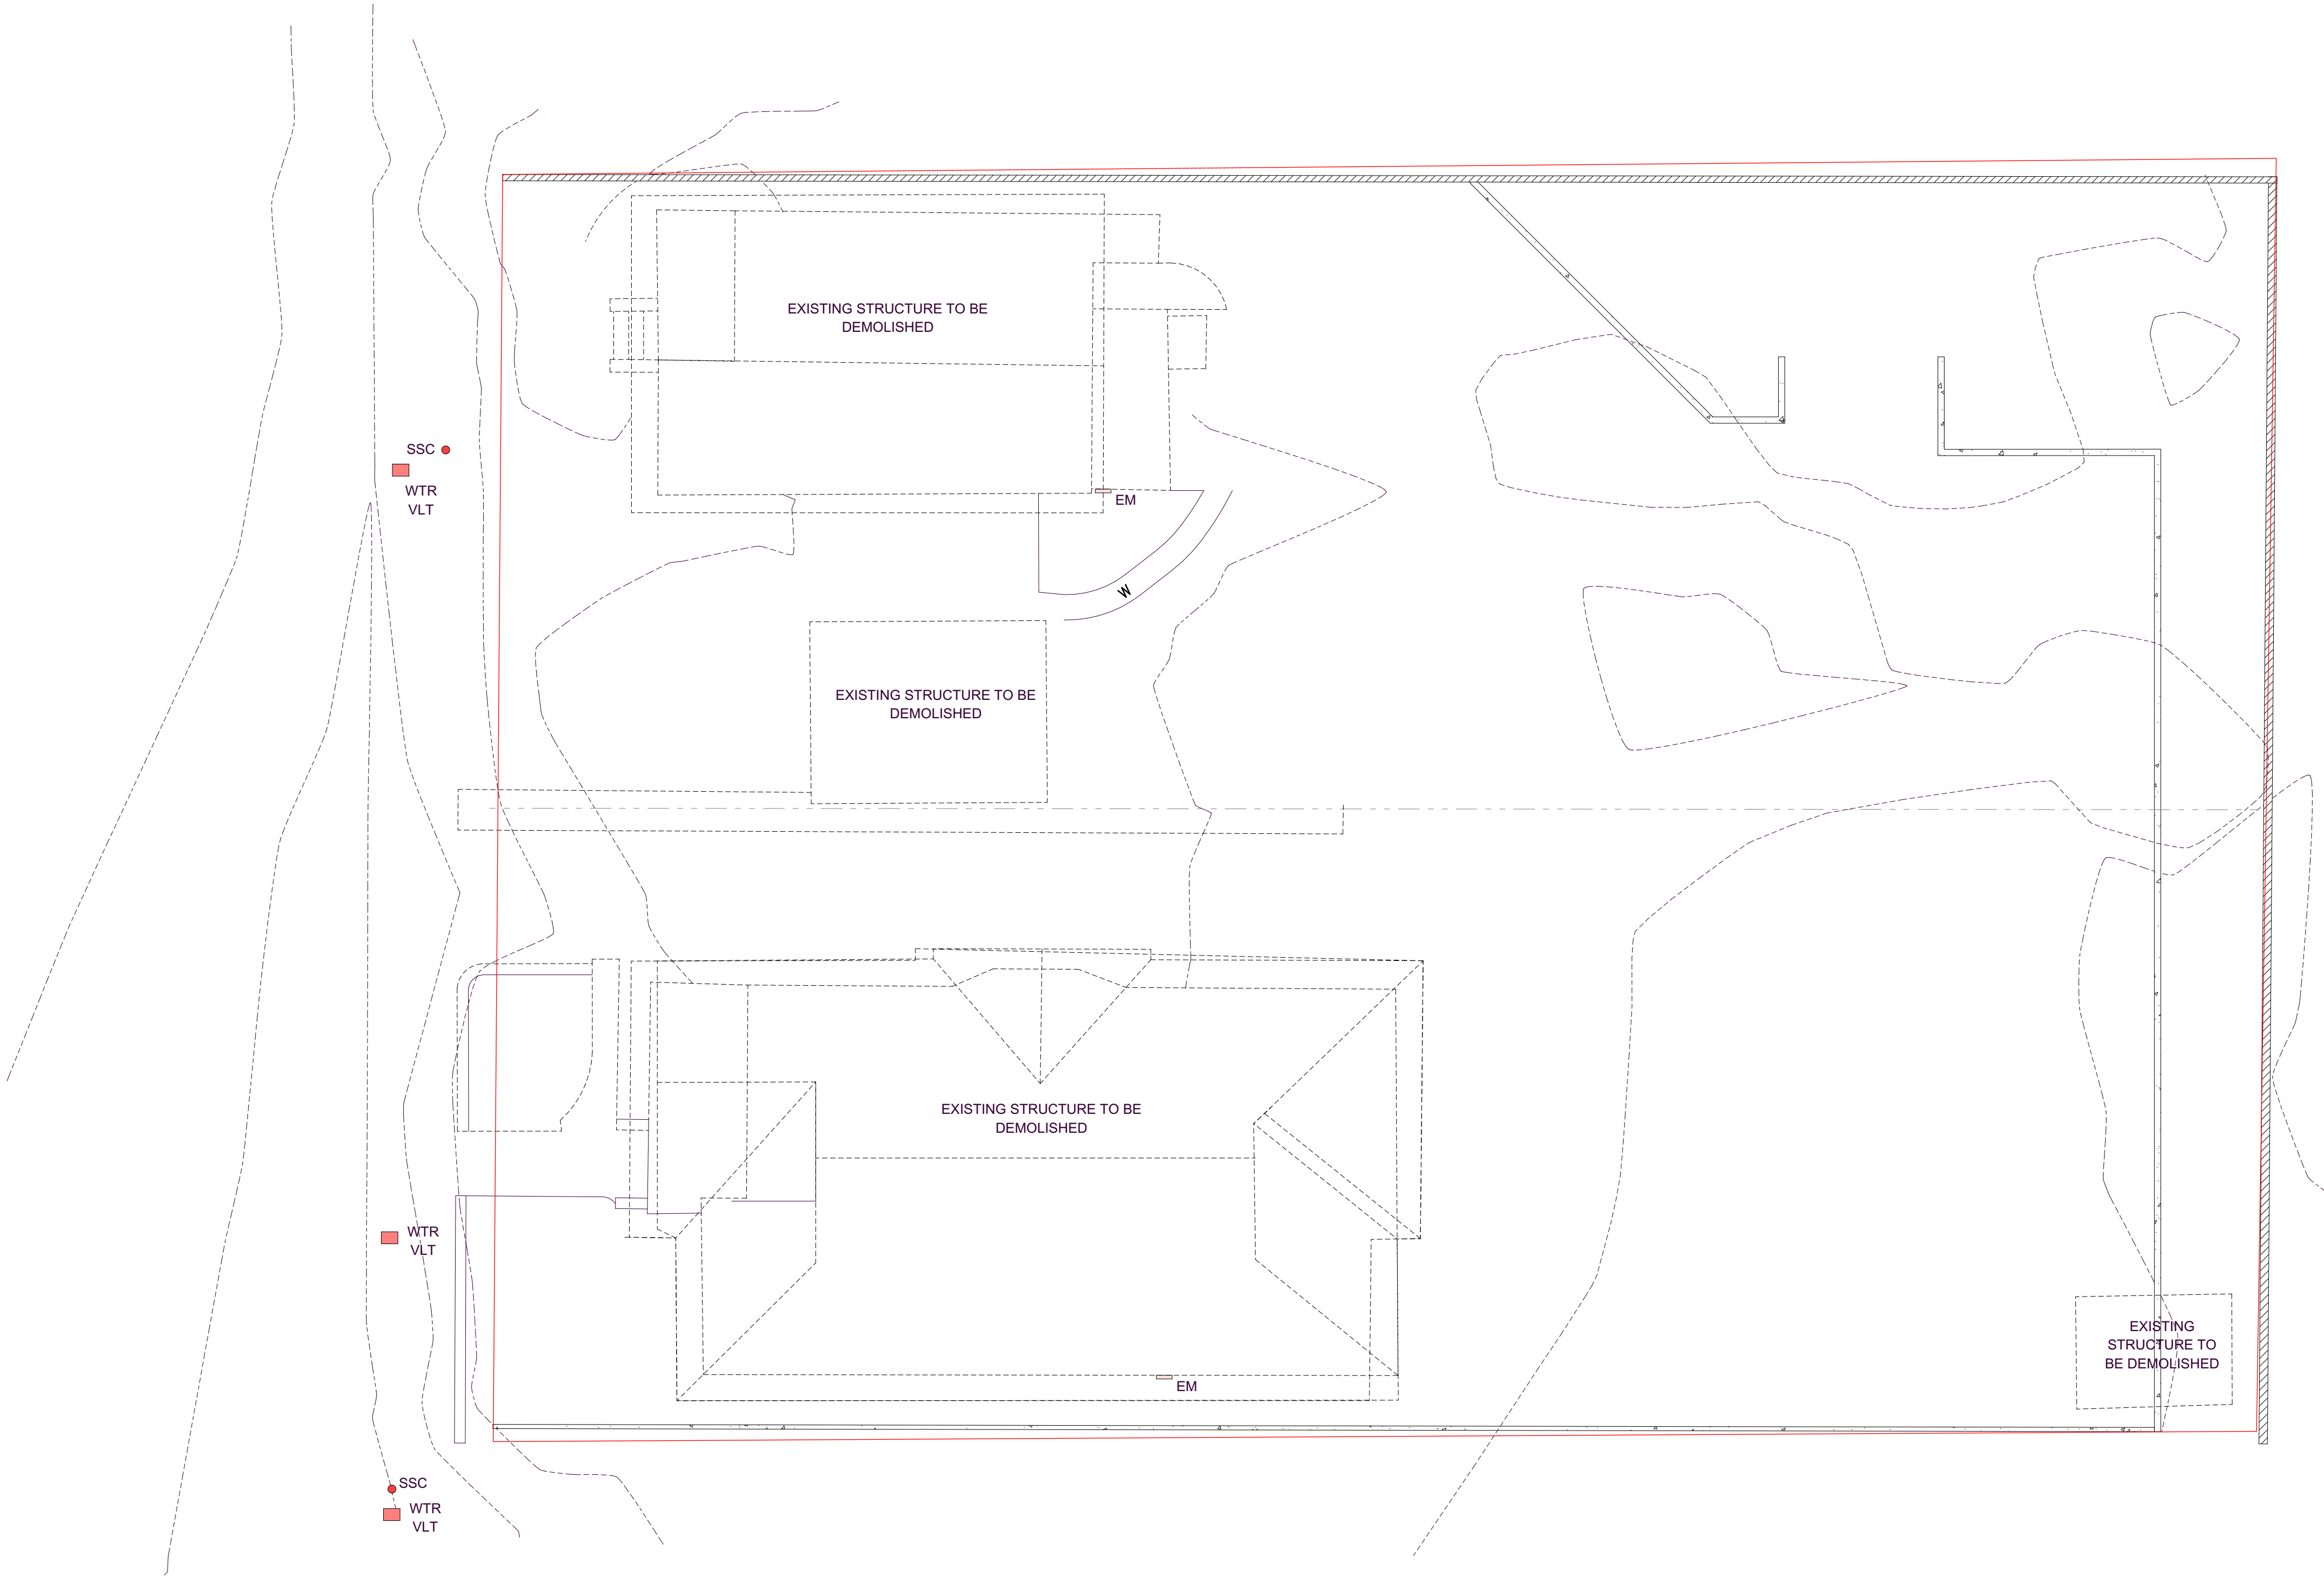 EXISTING STRUCTURE TO BE
DEMOLISHED
SSC
WTR
VLT
EM
W
EXISTING STRUCTURE TO BE
DEMOLISHED
EXISTING STRUCTURE TO BE
DEMOLISHED
WTR
VLT
EXISTING
STRUCTURE TO
BE DEMOLISHED
EM
SSC
WTR
VLT